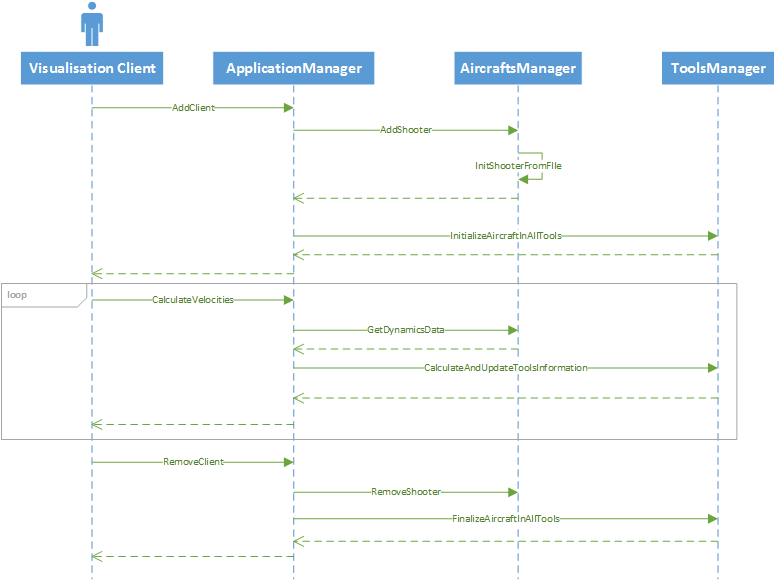 Visualisation Client
ApplicationManager
AircraftsManager
ToolsManager
AddClient
AddShooter
InitShooterFromFIle
InitializeAircraftInAllTools
loop
CalculateVelocities
GetDynamicsData
CalculateAndUpdateToolsInformation
RemoveClient
RemoveShooter
FinalizeAircraftInAllTools